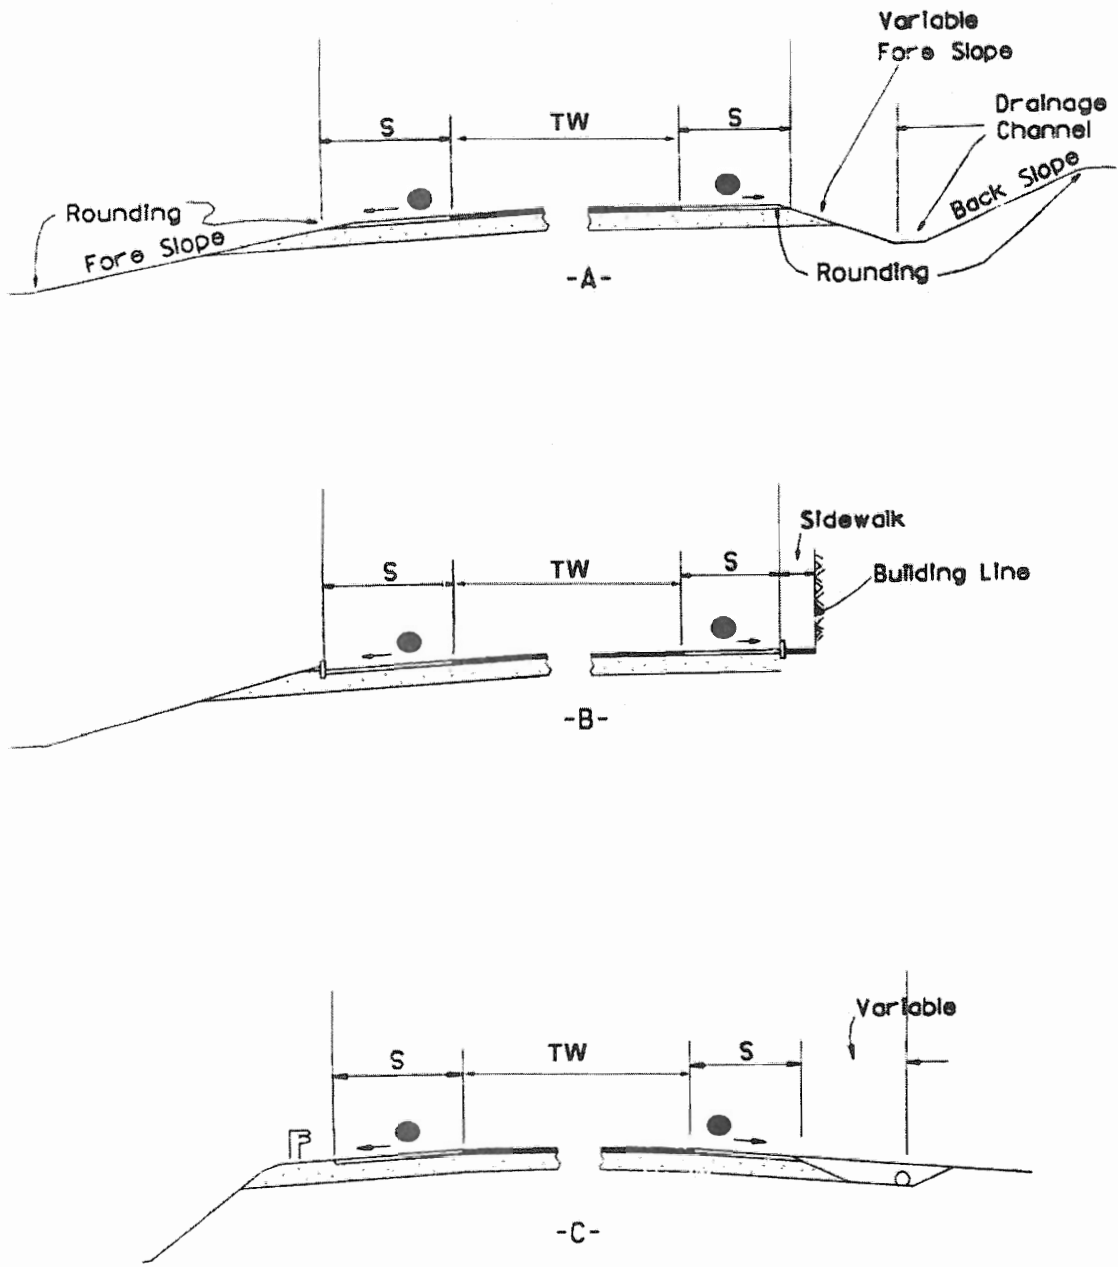 Variable
Fore Slope
Drainage
Channel
S
TW
S
Back Slope
Rounding
Fore Slope
Rounding
-A-
Sidewalk
S
TW
S
Building Line
-B-
Variable
S
TW
S
-C-